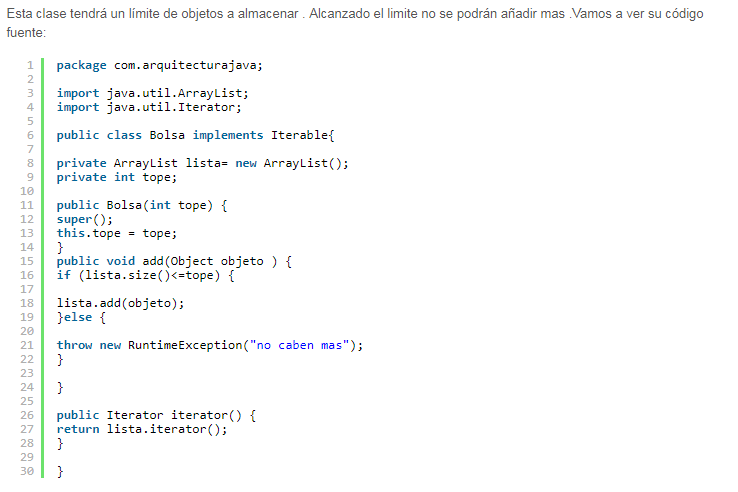 Esta clase tendrá un límite de objetos a almacenar . Alcanzado el limite no se podrán añadir mas .Vamos a ver su código
fuente:
1 package com.arquitecturajava;
2
3 import java.util.ArrayList;
4 import java.util.Iterator;
5
6 public class Bolsa implements Iterable{
7
8 private ArrayList lista= new ArrayList();
9 private int tope;
10
11 public Bolsa(int tope) {
12 super();
13 this.tope = tope;
14 }
15 public void add(Object objeto ) {
16 if (lista.size()<=tope) {
17
18 lista.add(objeto);
19 }else {
20
21 throw new RuntimeException("no caben mas");
22 }
23
24 }
25
26 public Iterator iterator() {
27 return lista.iterator();
28 }
29
30 }